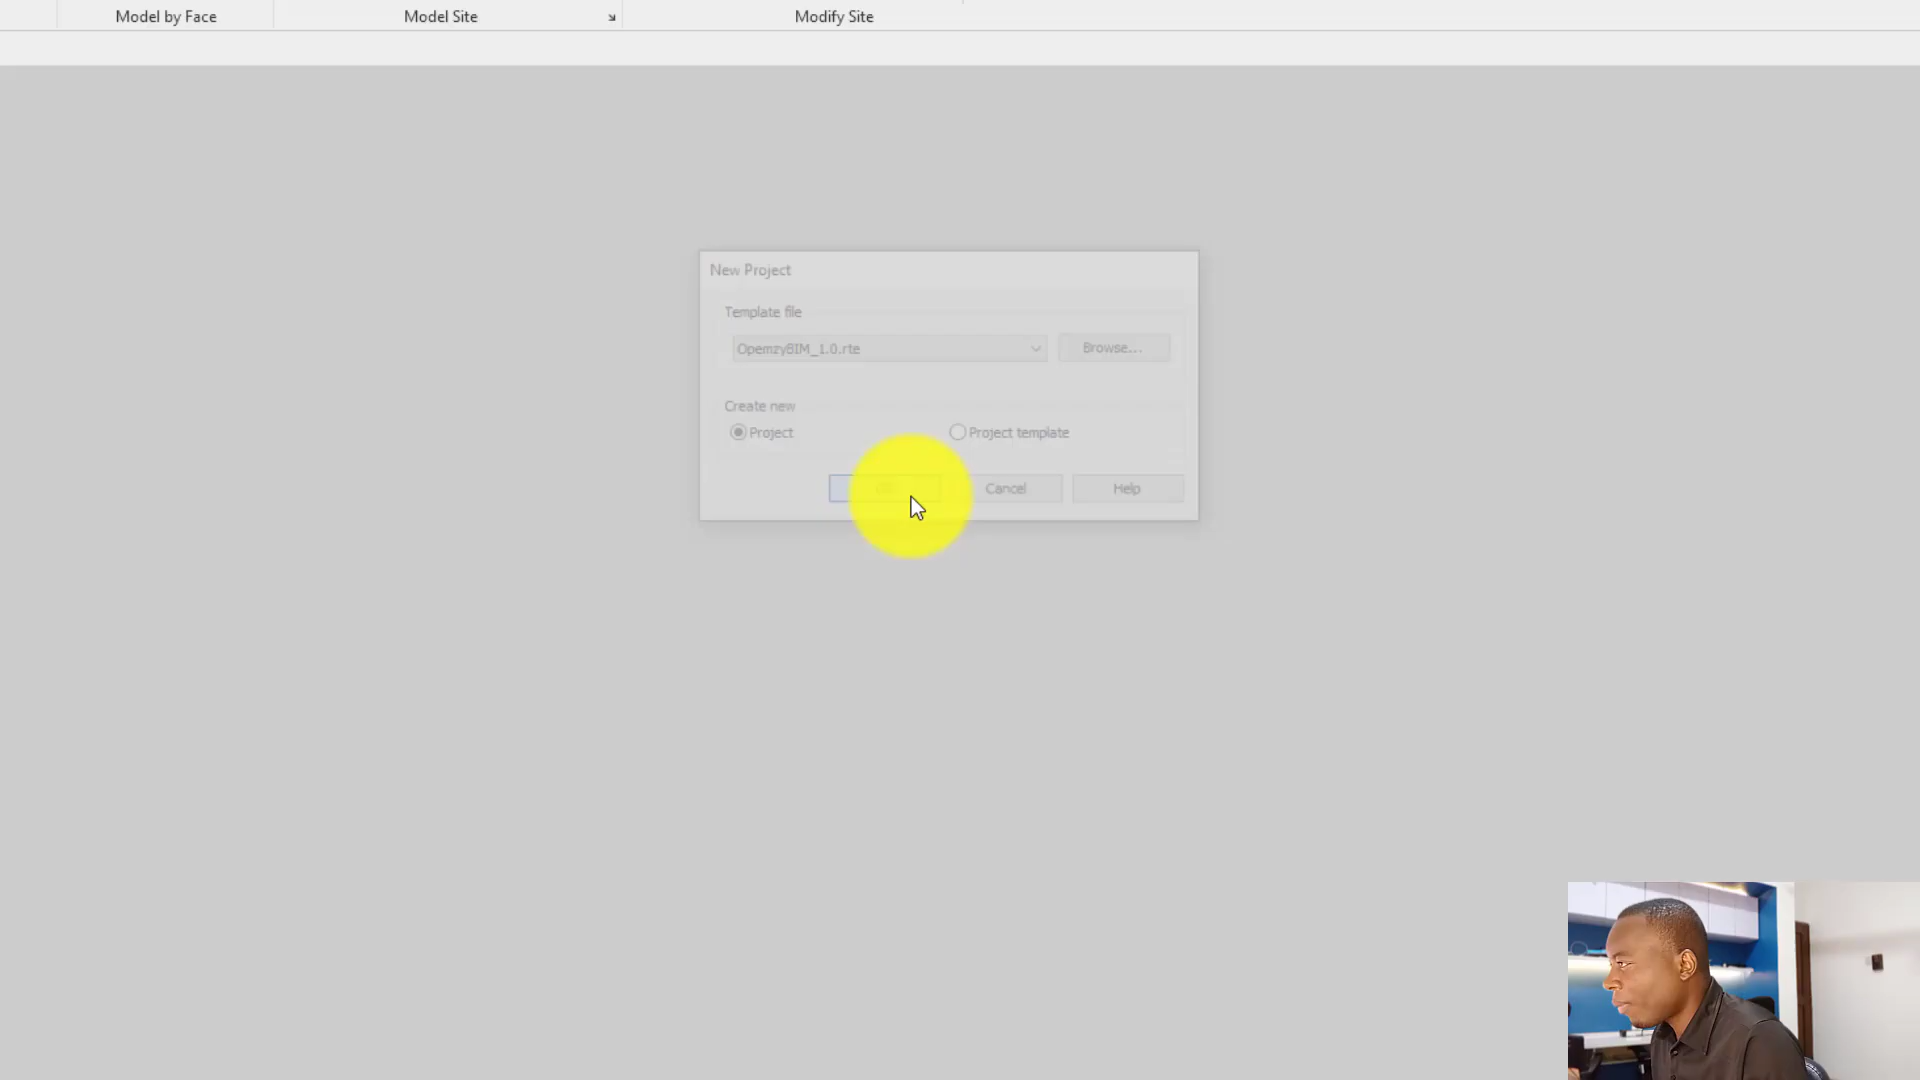 Model by Face
Model Site
Modify Site
New Project
Template file
OpemzyBIM_1.0.rte
Browse...
Create new
Project
Project template
Cancel
Help